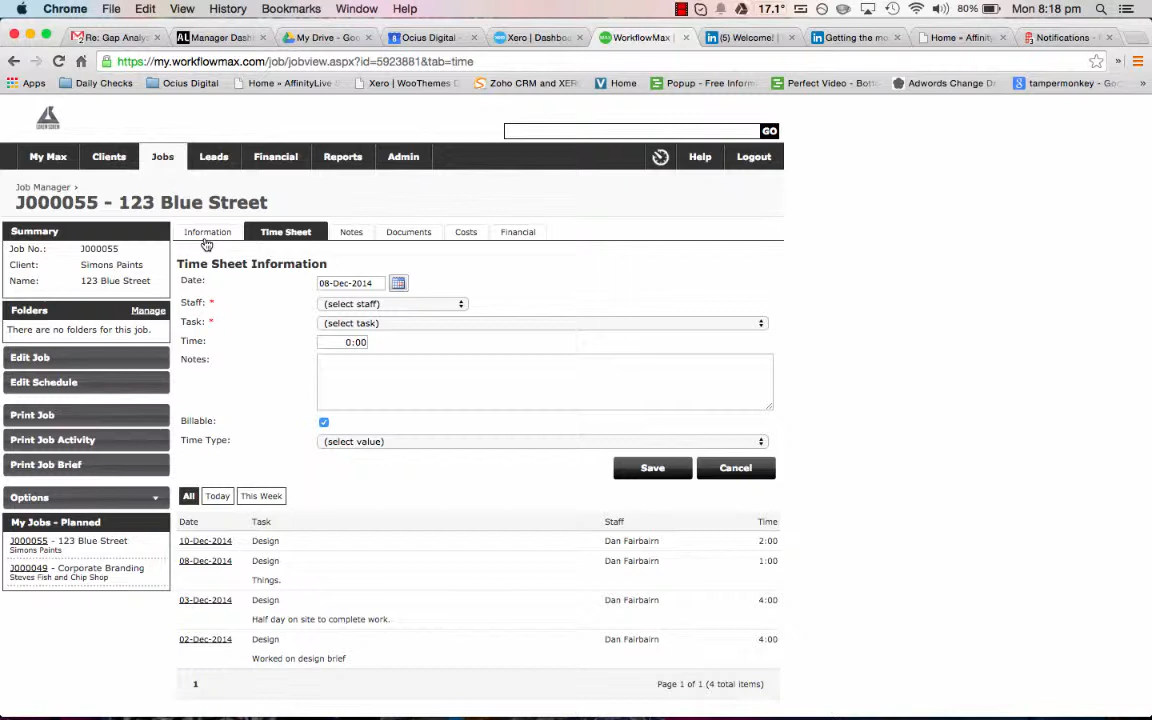 Chrome File Edit View History Bookmarks Window Help 17.1° 80% Mon 8:18 pm
Re: Gap Analy Manager Dash My Drive - Goo Ocius Digital - Xero | Dashboa WorkflowMax | (5) Welcome! | Getting the mo Home « Affinity Notifications -
https://my.workflowmax.com/job/jobview.aspx?id=5923881&tab=time
Apps Daily Checks Ocius Digital Home « AffinityLive Xero | WooThemes D Zoho CRM and XER Home Popup - Free Inform Perfect Video - Bott Adwords Change D tampermonkey - Goo »
GO
My Max Clients Jobs Leads Financial Reports Admin Help Logout
Job Manager >
J000055 - 123 Blue Street
Summary
Job No.: J000055
Client: Simons Paints
Name: 123 Blue Street
Folders Manage
There are no folders for this job.
Edit Job
Edit Schedule
Print Job
Print Job Activity
Print Job Brief
Options
My Jobs - Planned
J000055 - 123 Blue Street
Simons Paints
J000049 - Corporate Branding
Steves Fish and Chip Shop
Information Time Sheet Notes Documents Costs Financial
Time Sheet Information
Date: 08-Dec-2014
Staff: * (select staff)
Task: * (select task)
Time: 0:00
Notes:
Billable:
Time Type: (select value)
Save Cancel
All Today This Week
Date Task Staff Time
10-Dec-2014 Design Dan Fairbairn 2:00
08-Dec-2014 Design Dan Fairbairn 1:00
Things.
03-Dec-2014 Design Dan Fairbairn 4:00
Half day on site to complete work.
02-Dec-2014 Design Dan Fairbairn 4:00
Worked on design brief
1 Page 1 of 1 (4 total items)